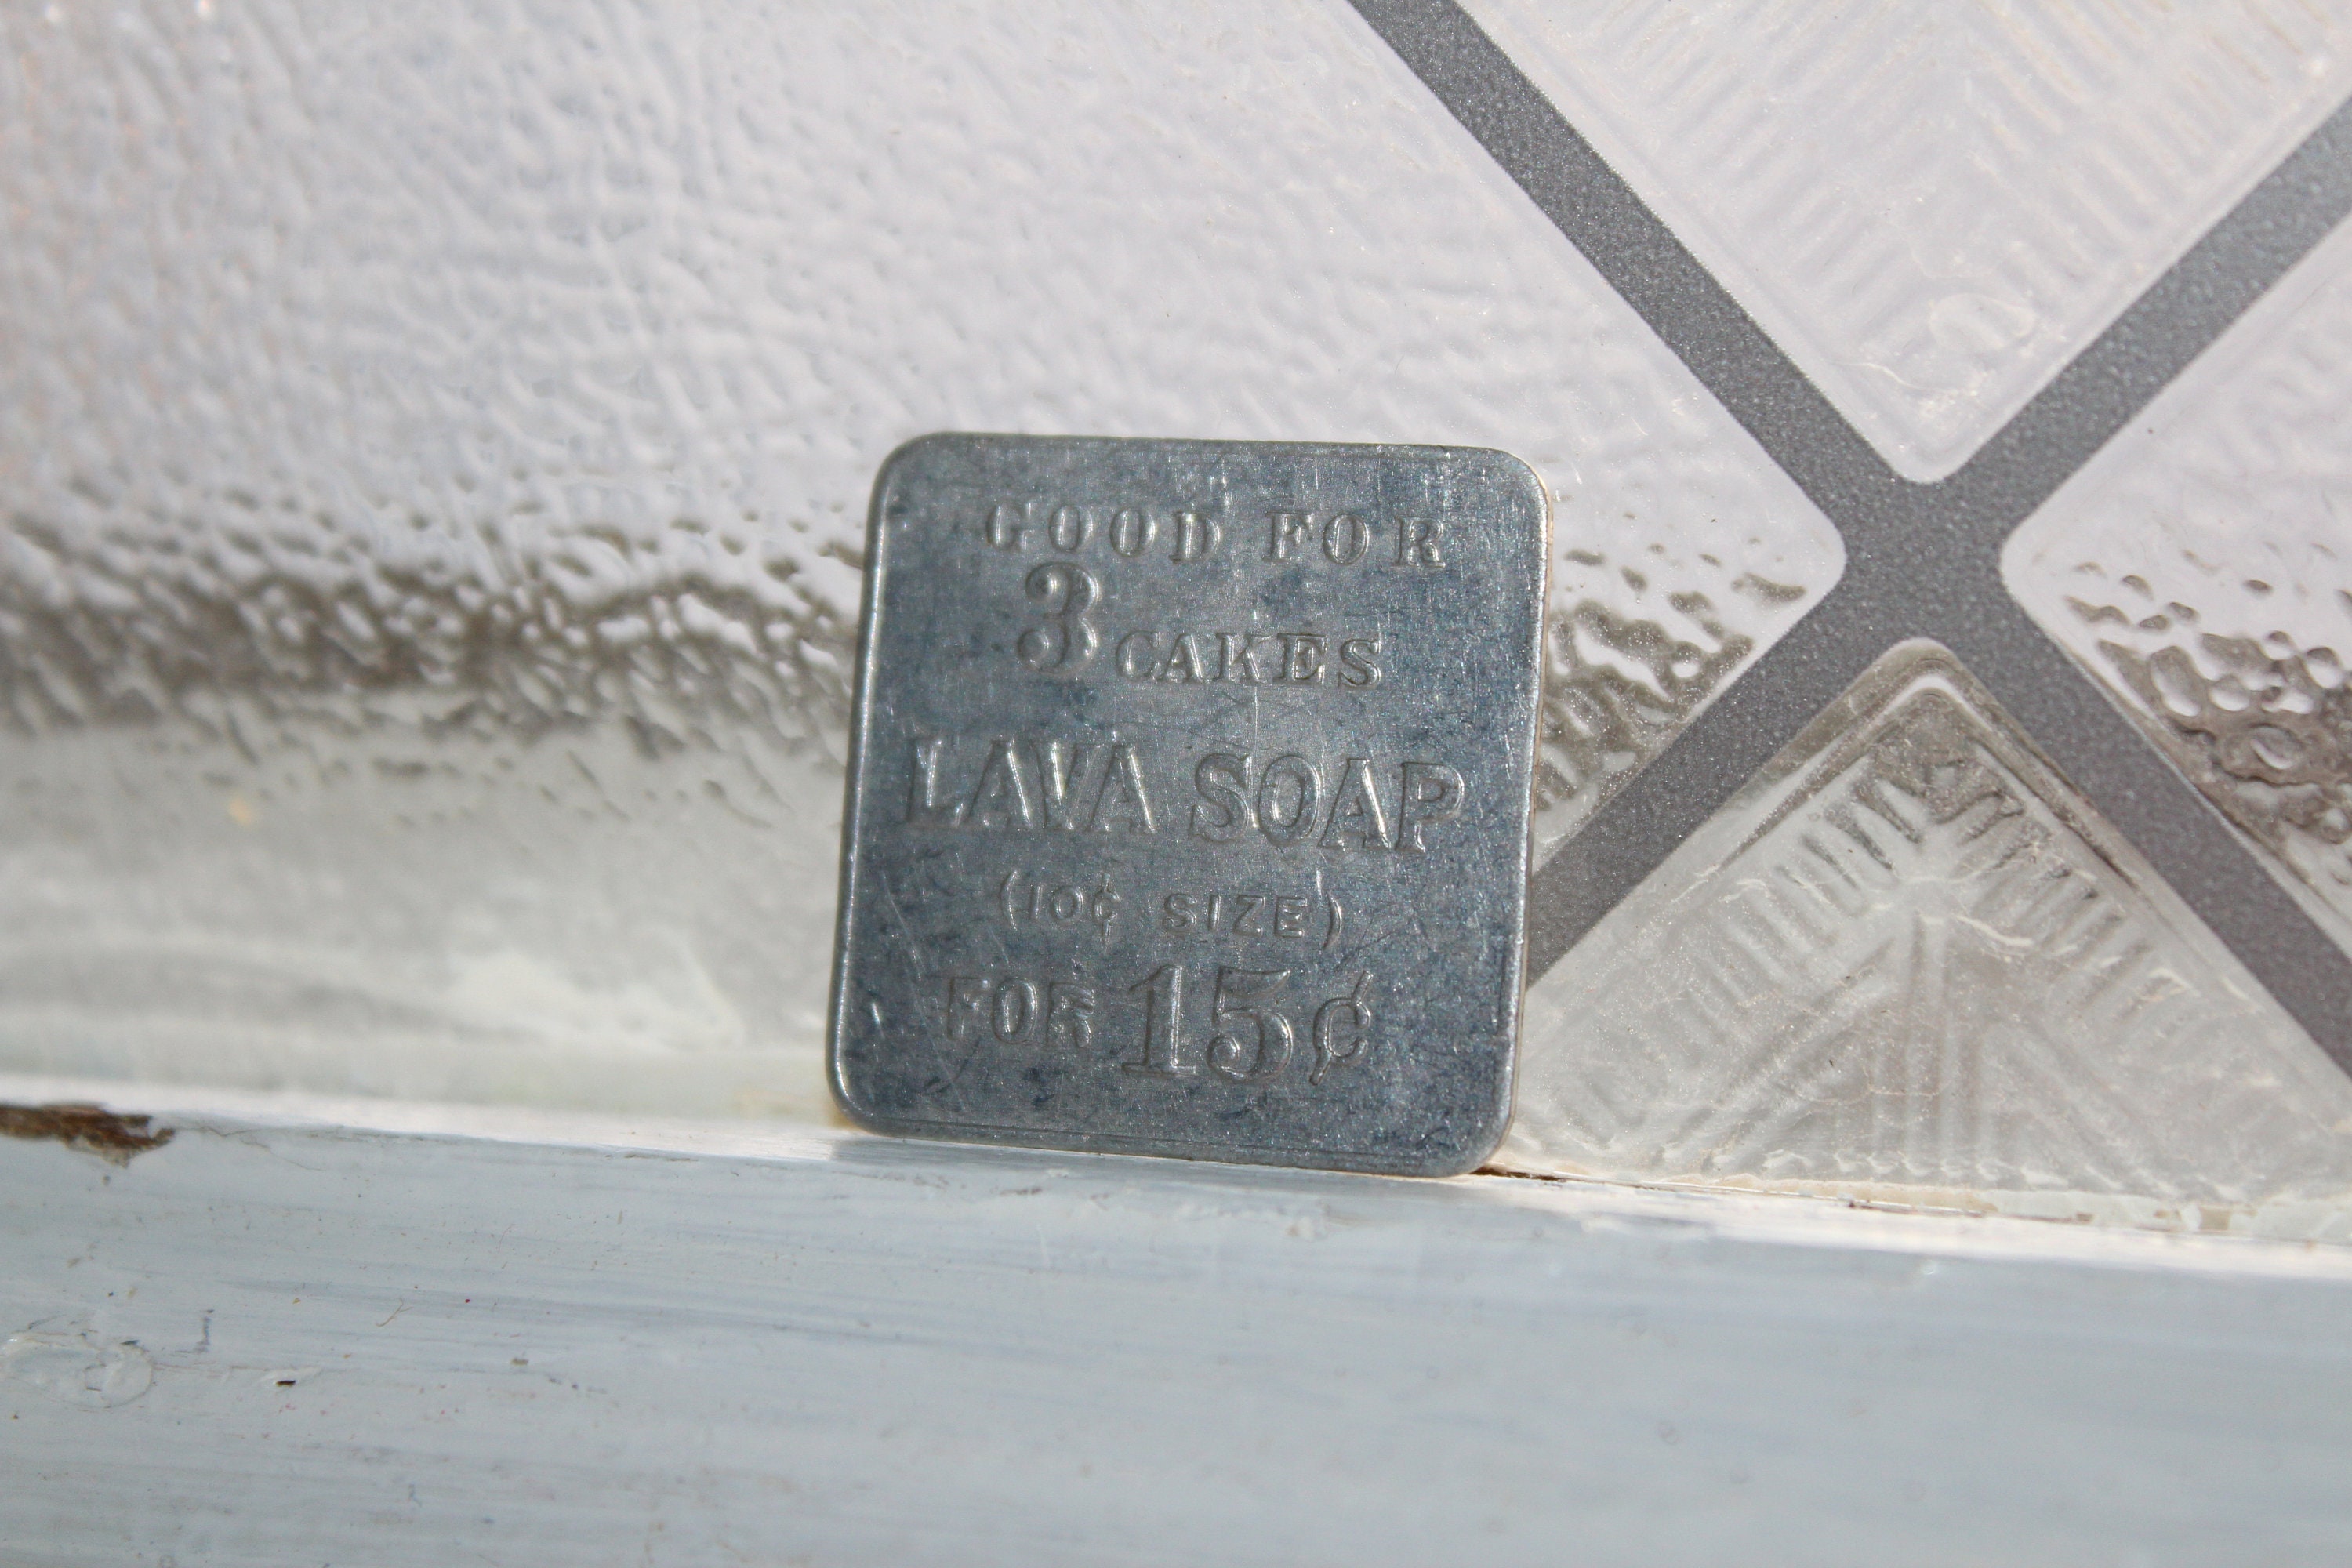 GOOD FOR
3 CAKES
LAVA SOAP
(10¢ SIZE)
FOR 15¢